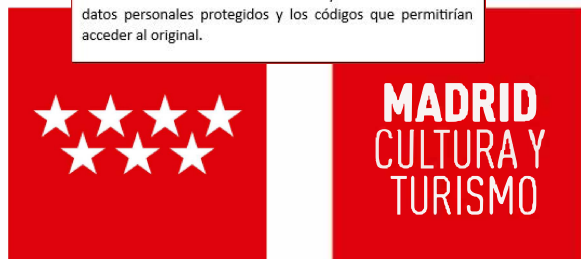 datos personales protegidos y los códigos que permitirían
acceder al original.
MADRID
CULTURA Y
TURISMO